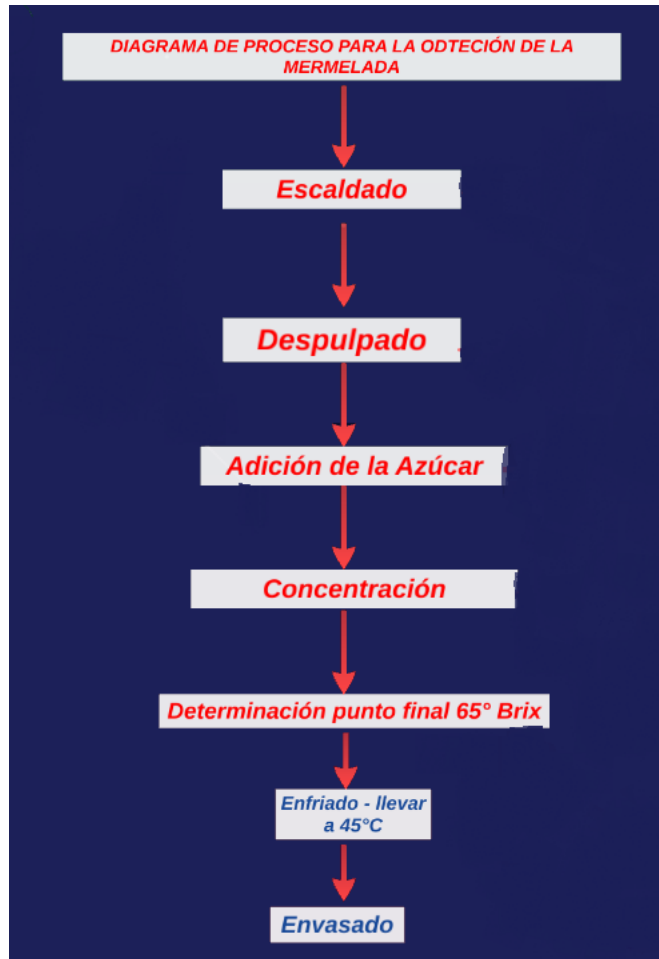 DIAGRAMA DE PROCESO PARA LA ODTECIÓN DE LA
MERMELADA
Escaldado
Despulpado
Adición de la Azúcar
Concentración
Determinación punto final 65° Brix
Enfriado - llevar
a 45°C
Envasado